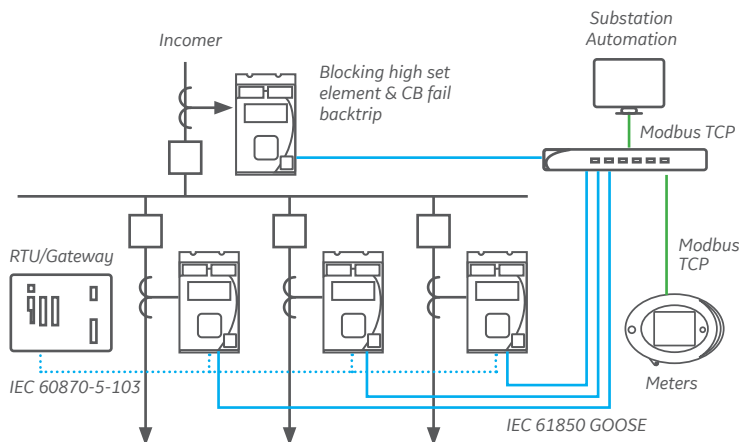 Substation
Automation
Incomer
Blocking high set
element & CB fail
backtrip
Modbus TCP
RTU/Gateway
Modbus
TCP
IEC 60870-5-103
Meters
IEC 61850 GOOSE